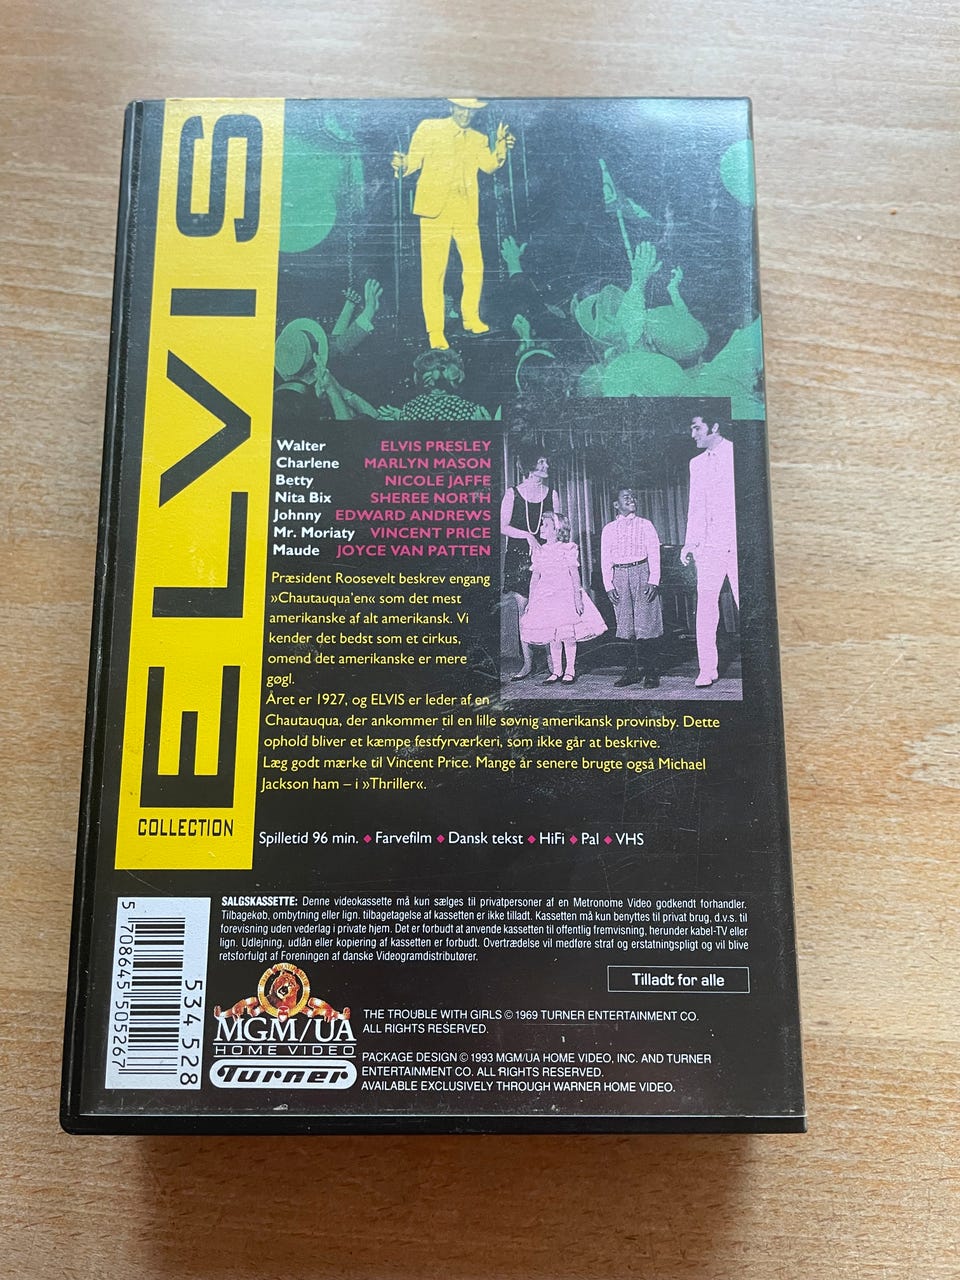 ELVIS
COLLECTION
Walter ELVIS PRESLEY
Charlene MARLYN MASON
Betty NICOLE JAFFE
Nita Bix SHEREE NORTH
Johnny EDWARD ANDREWS
Mr. Moriaty VINCENT PRICE
Maude JOYCE VAN PATTEN
Præsident Roosevelt beskrev engang
»Chautauqua'en« som det mest
amerikanske af alt amerikansk. Vi
kender det bedst som et cirkus,
omend det amerikanske er mere
gøgl.
Året er 1927, og ELVIS er leder af en
Chautauqua, der ankommer til en lille søvnig amerikansk provinsby. Dette
ophold bliver et kæmpe festfyrværkeri, som ikke går at beskrive.
Læg godt mærke til Vincent Price. Mange år senere brugte også Michael
Jackson ham – i »Thriller«.
Spilletid 96 min. ◆ Farvefilm ◆ Dansk tekst ◆ HiFi ◆ Pal ◆ VHS
SALGSKASSETTE: Denne videokassette må kun sælges til privatpersoner af en Metronome Video godkendt forhandler.
Tilbagekøb, ombytning eller lign. tilbagetagelse af kassetten er ikke tilladt. Kassetten må kun benyttes til privat brug, d.v.s. til
forevisning uden vederlag i private hjem. Det er forbudt at anvende kassetten til offentlig fremvisning, herunder kabel-TV eller
lign. Udlejning, udlån eller kopiering af kassetten er forbudt. Overtrædelse vil medføre straf og erstatningspligt og vil blive
retsforfulgt af Foreningen af danske Videogramdistributører.
Tilladt for alle
5 708645 505267
534 528
MGM/UA
HOME VIDEO
Turner
THE TROUBLE WITH GIRLS © 1969 TURNER ENTERTAINMENT CO.
ALL RIGHTS RESERVED.
PACKAGE DESIGN © 1993 MGM/UA HOME VIDEO, INC. AND TURNER
ENTERTAINMENT CO. ALL RIGHTS RESERVED.
AVAILABLE EXCLUSIVELY THROUGH WARNER HOME VIDEO.